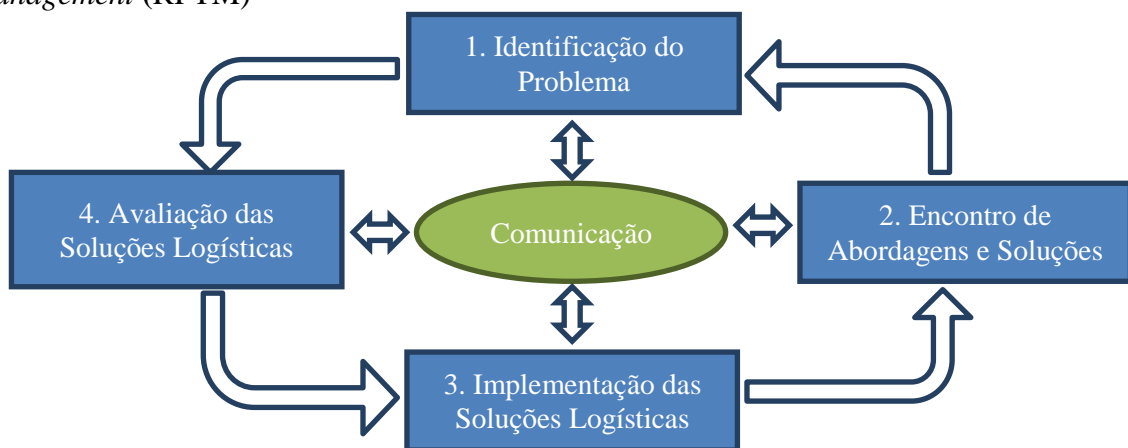 1. Identificação do
Problema
4. Avaliação das
Soluções Logísticas
Comunicação
2. Encontro de
Abordagens e Soluções
3. Implementação das
Soluções Logísticas